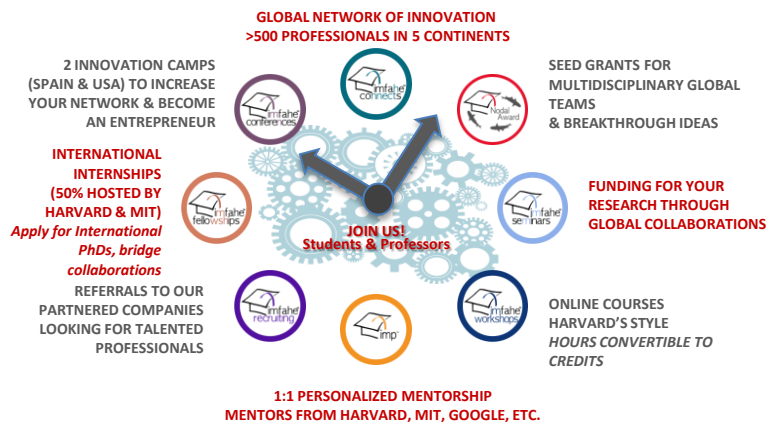 GLOBAL NETWORK OF INNOVATION
>500 PROFESSIONALS IN 5 CONTINENTS
2 INNOVATION CAMPS
(SPAIN & USA) TO INCREASE
YOUR NETWORK & BECOME
AN ENTREPRENEUR
imfahe
conferences
imfahe
connects
Nodal
Award
SEED GRANTS FOR
MULTIDISCIPLINARY GLOBAL
TEAMS
& BREAKTHROUGH IDEAS
INTERNATIONAL
INTERNSHIPS
(50% HOSTED BY
HARVARD & MIT)
Apply for International
PhDs, bridge
collaborations
imfahe
fellowships
JOIN US!
Students & Professors
imfahe
seminars
FUNDING FOR YOUR
RESEARCH THROUGH
GLOBAL COLLABORATIONS
REFERRALS TO OUR
PARTNERED COMPANIES
LOOKING FOR TALENTED
PROFESSIONALS
imfahe
recruiting
imp
imfahe
workshops
ONLINE COURSES
HARVARD'S STYLE
HOURS CONVERTIBLE TO
CREDITS
1:1 PERSONALIZED MENTORSHIP
MENTORS FROM HARVARD, MIT, GOOGLE, ETC.